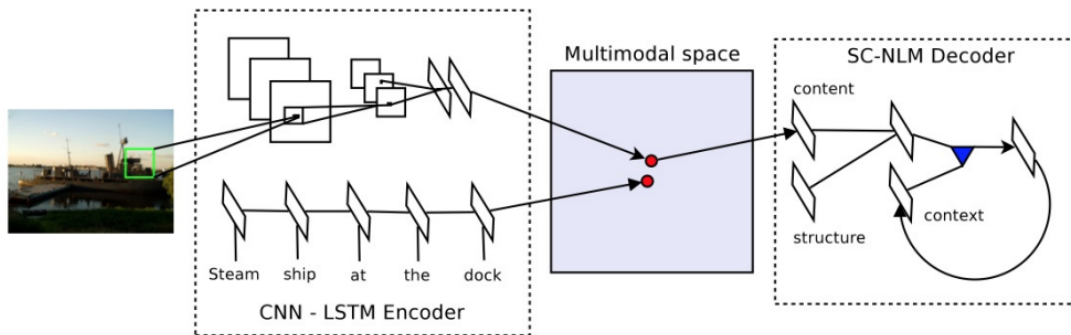 Multimodal space
SC-NLM Decoder
content
structure
context
Steam ship at the dock
CNN - LSTM Encoder